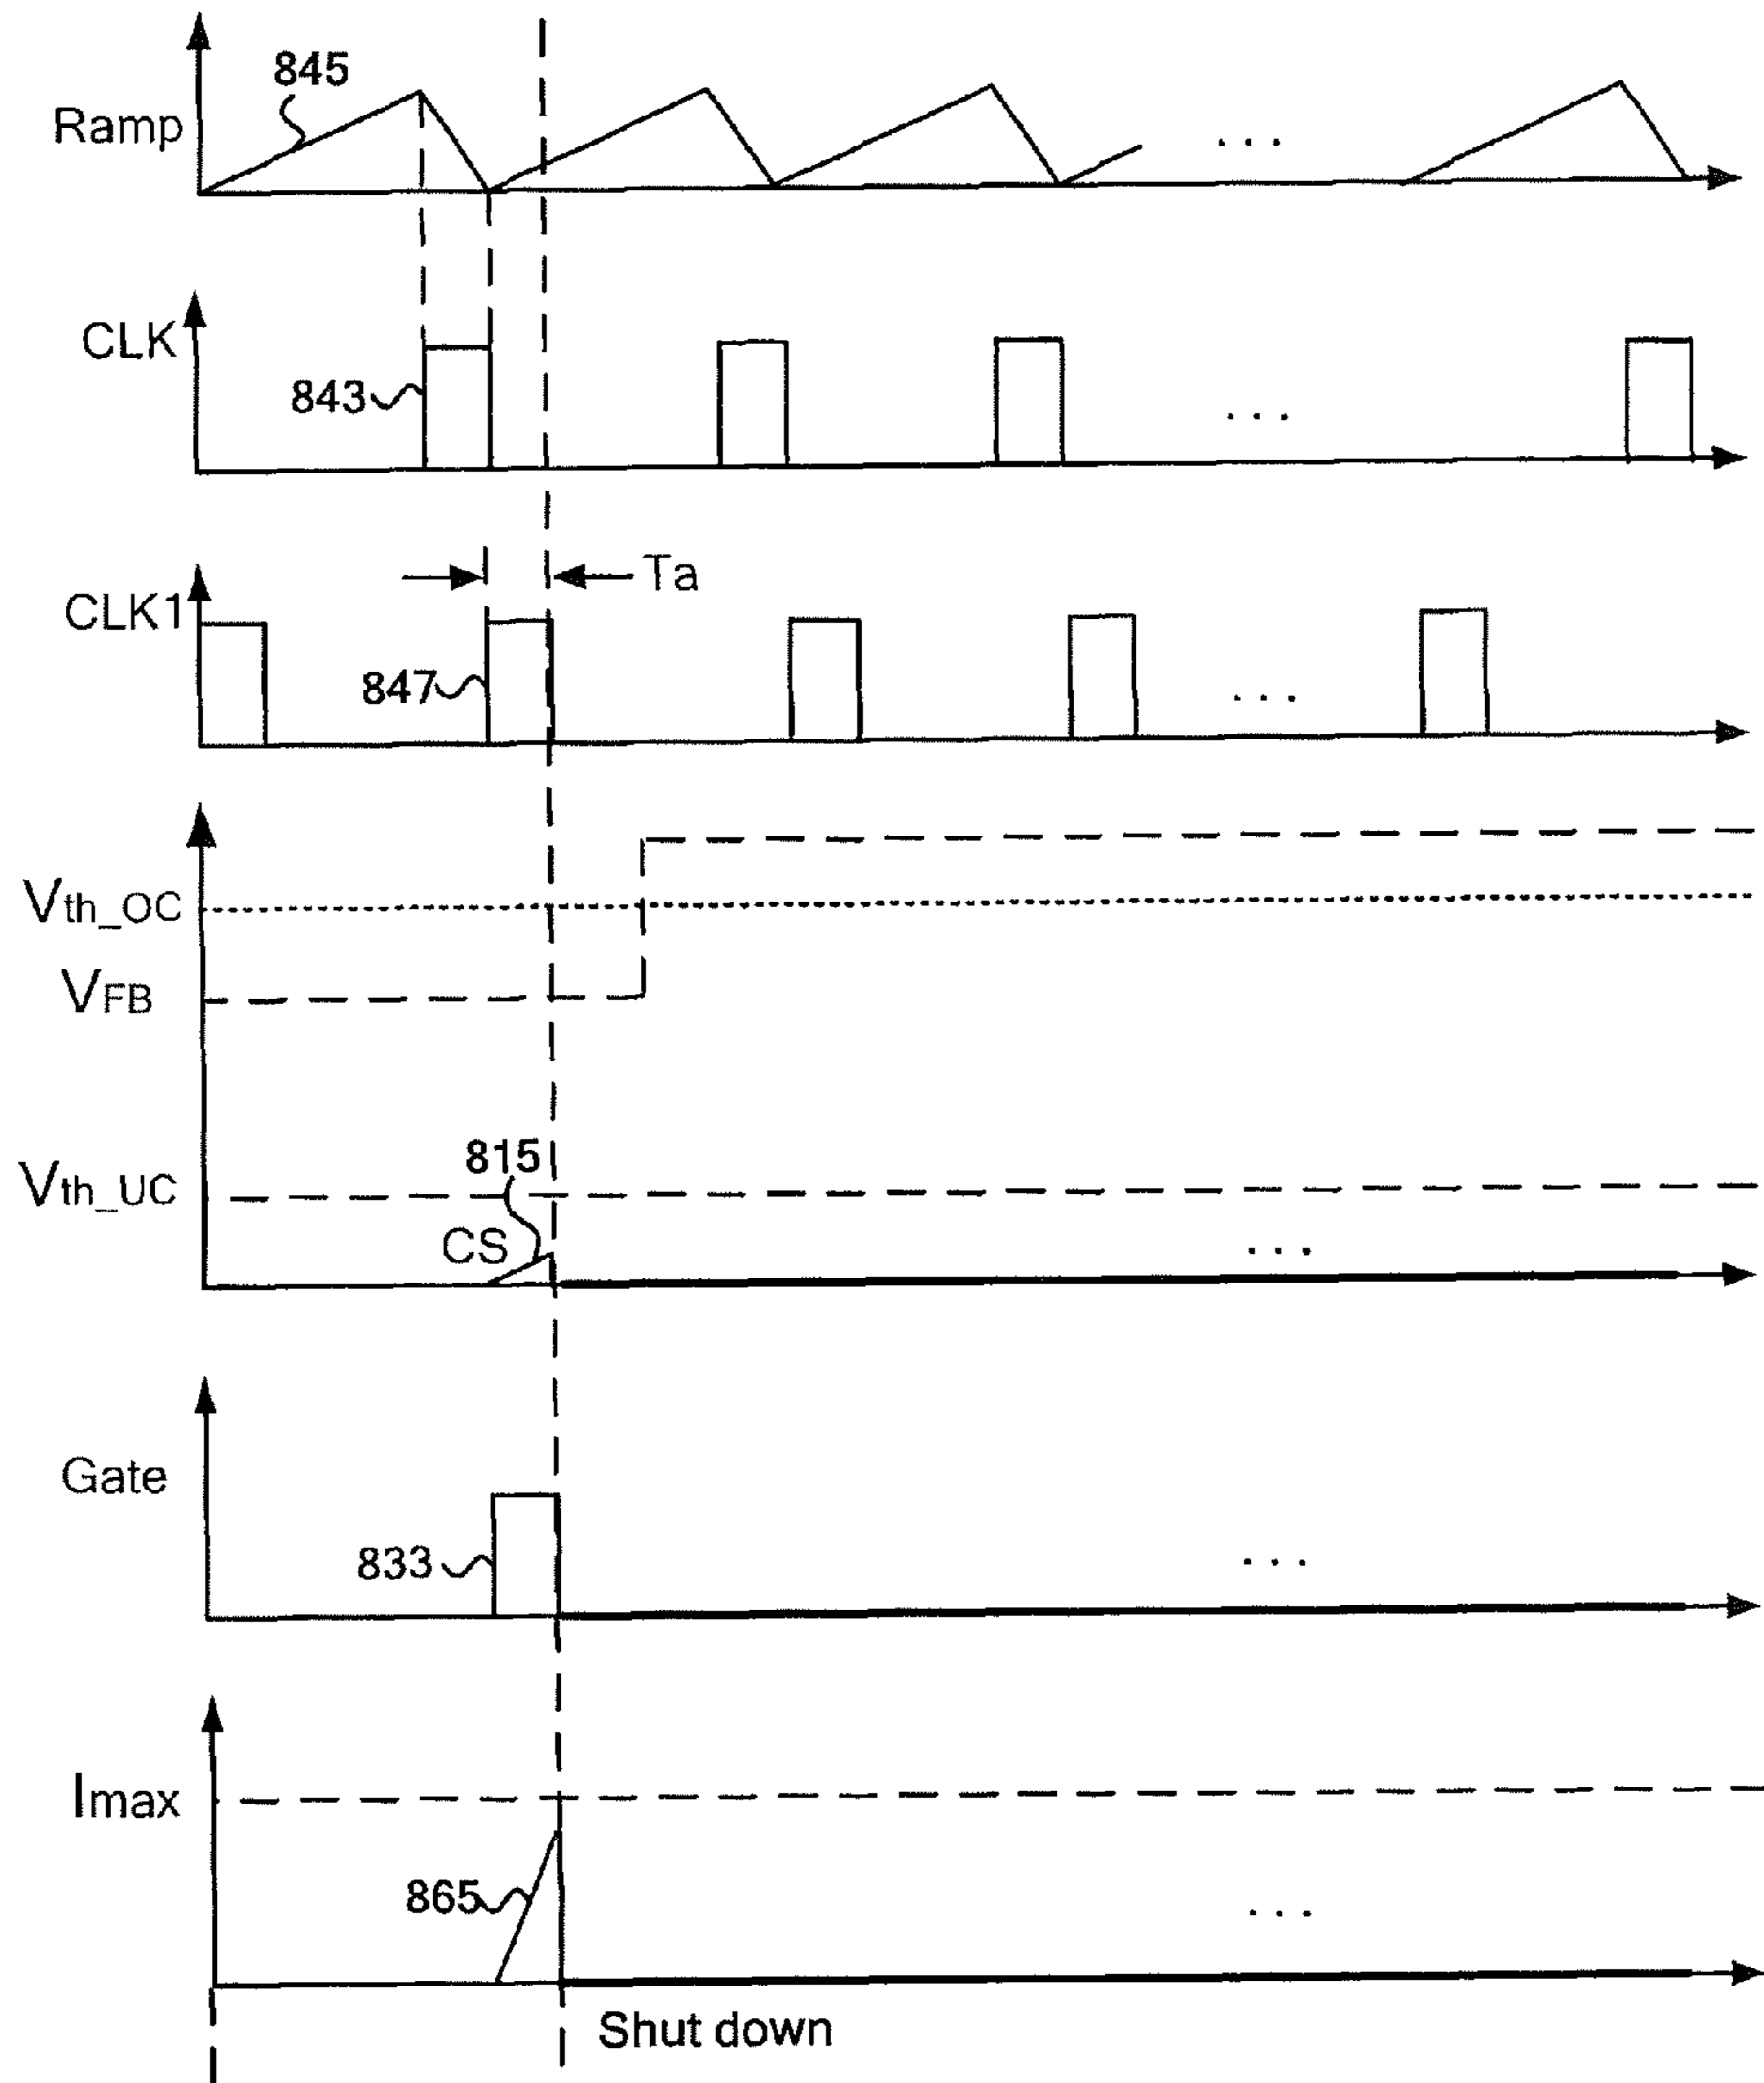 845
Ramp
. . .
CLK
843
. . .
Ta
CLK1
847
. . .
Vth_OC
VFB
815
Vth_UC
CS
. . .
Gate
833
. . .
Imax
865
. . .
Shut down